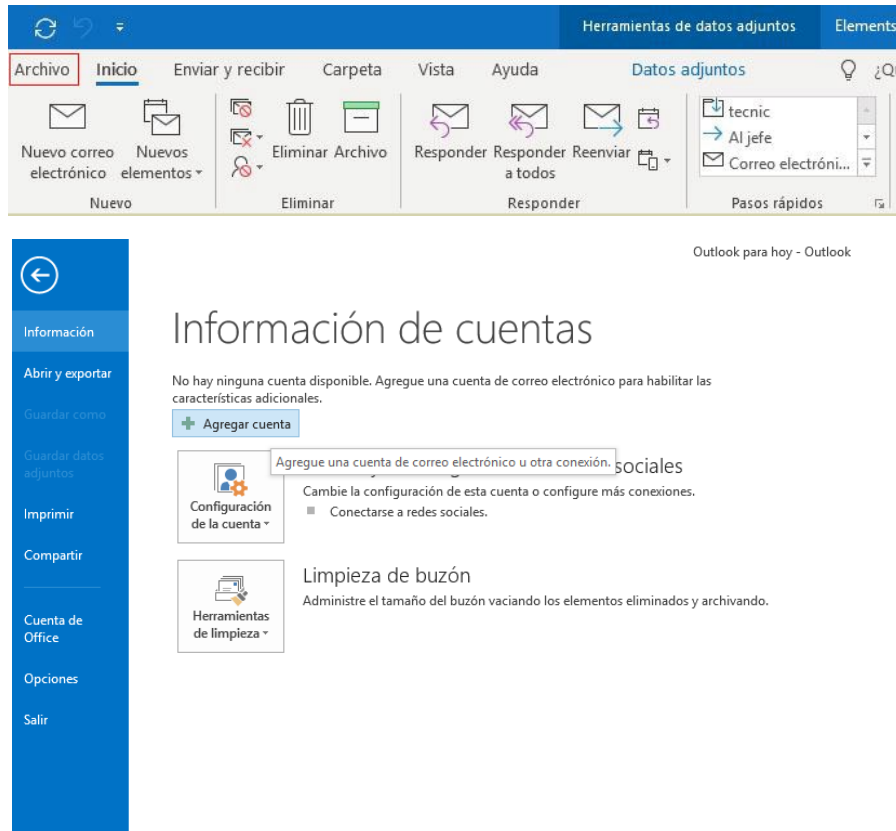 Herramientas de datos adjuntos Elements
Archivo Inicio Enviar y recibir Carpeta Vista Ayuda Datos adjuntos
Nuevo correo electrónico
Nuevos elementos
Eliminar
Archivo
Responder
Responder a todos
Reenviar
tecnic
Al jefe
Correo electróni...
Nuevo Eliminar Responder Pasos rápidos
Outlook para hoy - Outlook
Información
Abrir y exportar
Guardar como
Guardar datos
adjuntos
Imprimir
Compartir
Cuenta de
Office
Opciones
Salir
Información de cuentas
No hay ninguna cuenta disponible. Agregue una cuenta de correo electrónico para habilitar las
características adicionales.
Agregar cuenta
Agregue una cuenta de correo electrónico u otra conexión.
sociales
Configuración
de la cuenta
Cambie la configuración de esta cuenta o configure más conexiones.
Conectarse a redes sociales.
Herramientas
de limpieza
Limpieza de buzón
Administre el tamaño del buzón vaciando los elementos eliminados y archivando.